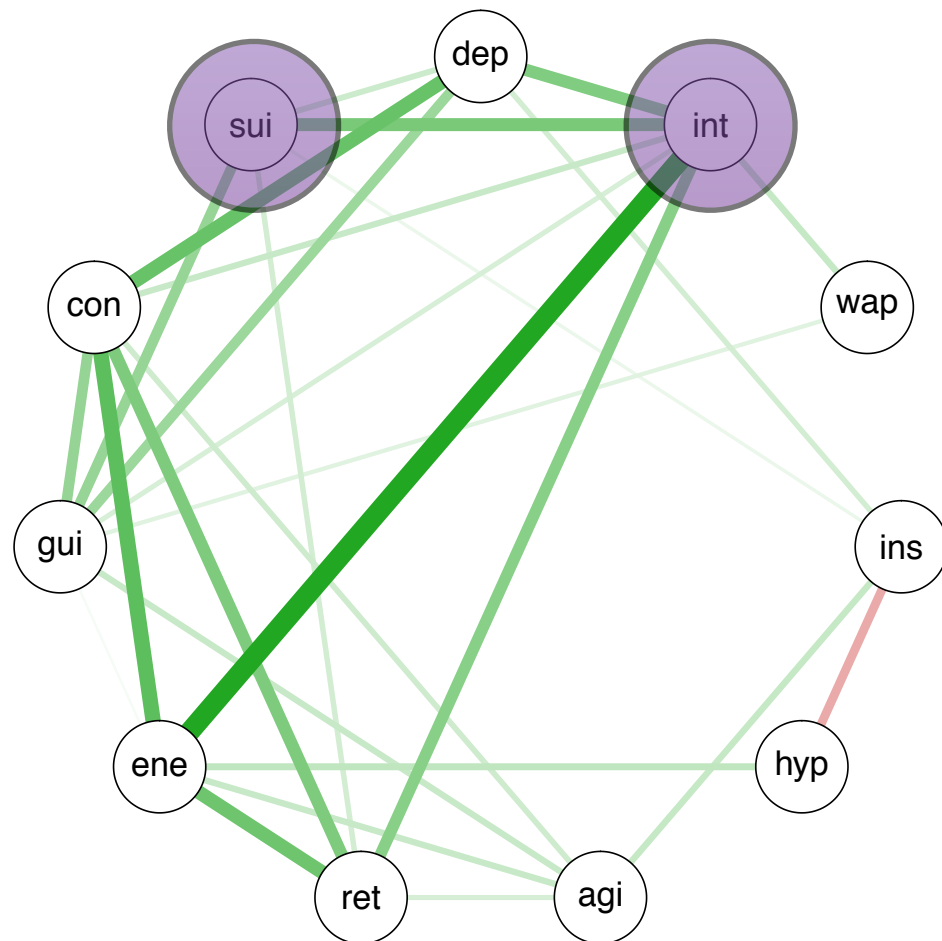 dep
sui
int
con
wap
gui
ins
ene
hyp
ret
agi